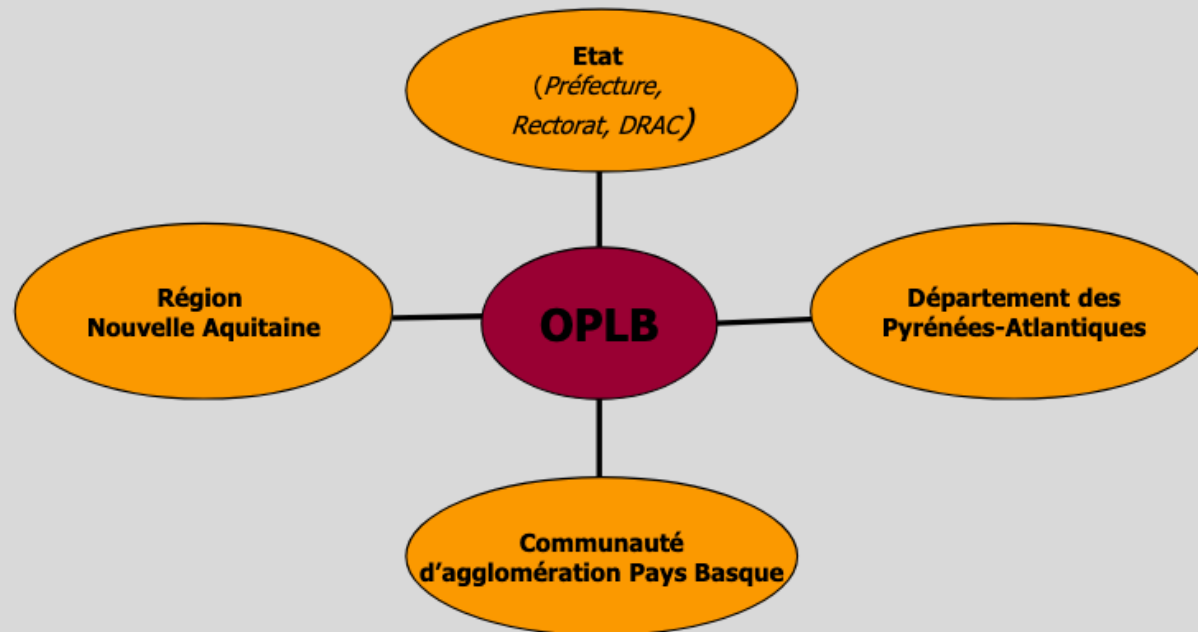 Etat
(Préfecture,
Rectorat, DRAC)
Région
Nouvelle Aquitaine
OPLB
Département des
Pyrénées-Atlantiques
Communauté
d’agglomération Pays Basque